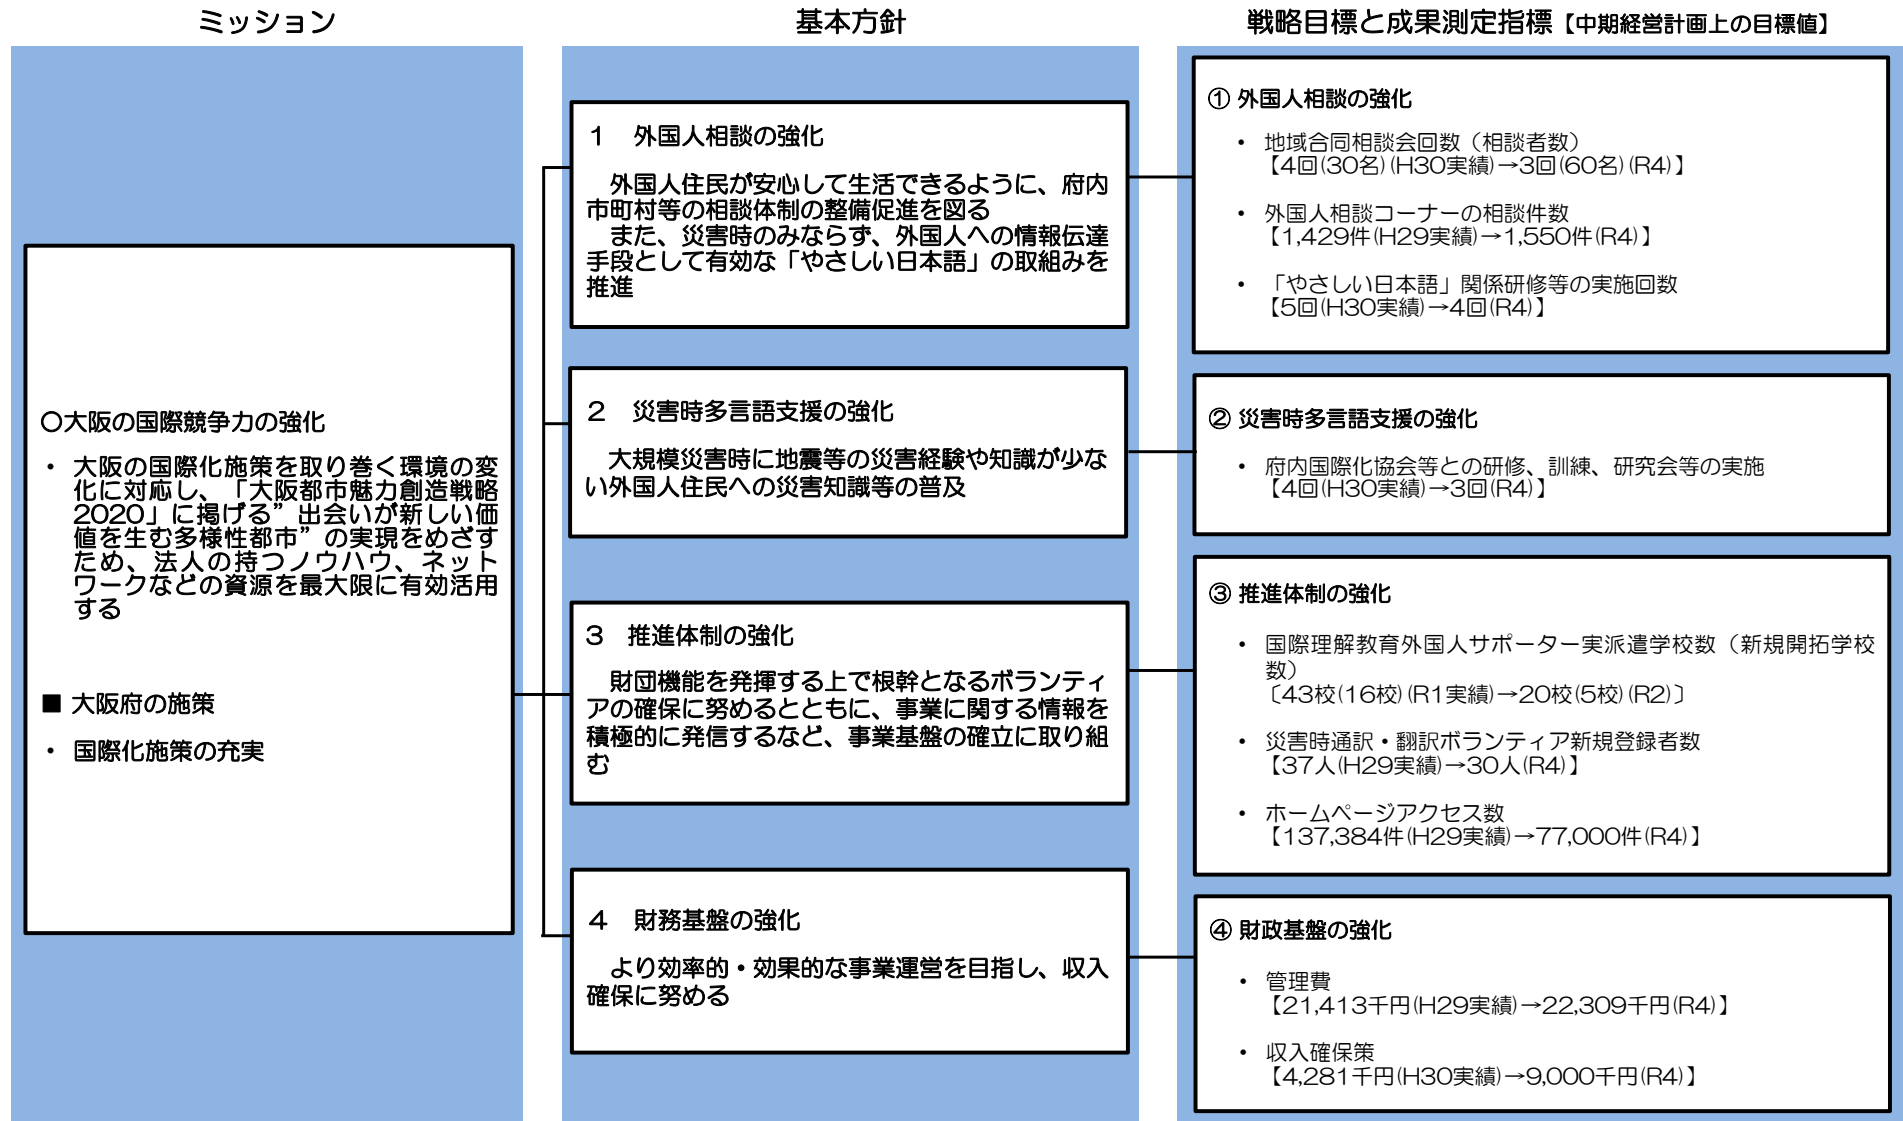 ミッション
〇大阪の国際競争力の強化
・ 大阪の国際化施策を取り巻く環境の変
化に対応し、「大阪都市魅力創造戦略
2020」に掲げる”出会いが新しい価
値を生む多様性都市”の実現をめざす
ため、法人の持つノウハウ、ネット
ワークなどの資源を最大限に有効活用
する
■ 大阪府の施策
・ 国際化施策の充実
基本方針
１　外国人相談の強化
外国人住民が安心して生活できるように、府内
市町村等の相談体制の整備促進を図る
また、災害時のみならず、外国人への情報伝達
手段として有効な「やさしい日本語」の取組みを
推進
２　災害時多言語支援の強化
大規模災害時に地震等の災害経験や知識が少な
い外国人住民への災害知識等の普及
３　推進体制の強化
財団機能を発揮する上で根幹となるボランティ
アの確保に努めるとともに、事業に関する情報を
積極的に発信するなど、事業基盤の確立に取り組
む
４　財務基盤の強化
より効率的・効果的な事業運営を目指し、収入
確保に努める
戦略目標と成果測定指標【中期経営計画上の目標値】
① 外国人相談の強化
・ 地域合同相談会回数（相談者数）
【4回(30名)(H30実績)→3回(60名)(R4)】
・ 外国人相談コーナーの相談件数
【1,429件(H29実績)→1,550件(R4)】
・ 「やさしい日本語」関係研修等の実施回数
【5回(H30実績)→4回(R4)】
② 災害時多言語支援の強化
・ 府内国際化協会等との研修、訓練、研究会等の実施
【4回(H30実績)→3回(R4)】
③ 推進体制の強化
・ 国際理解教育外国人サポーター実派遣学校数（新規開拓学校
数）
〔43校(16校)(R1実績)→20校(5校)(R2)〕
・ 災害時通訳・翻訳ボランティア新規登録者数
【37人(H29実績)→30人(R4)】
・ ホームページアクセス数
【137,384件(H29実績)→77,000件(R4)】
④ 財政基盤の強化
・ 管理費
【21,413千円(H29実績)→22,309千円(R4)】
・ 収入確保策
【4,281千円(H30実績)→9,000千円(R4)】